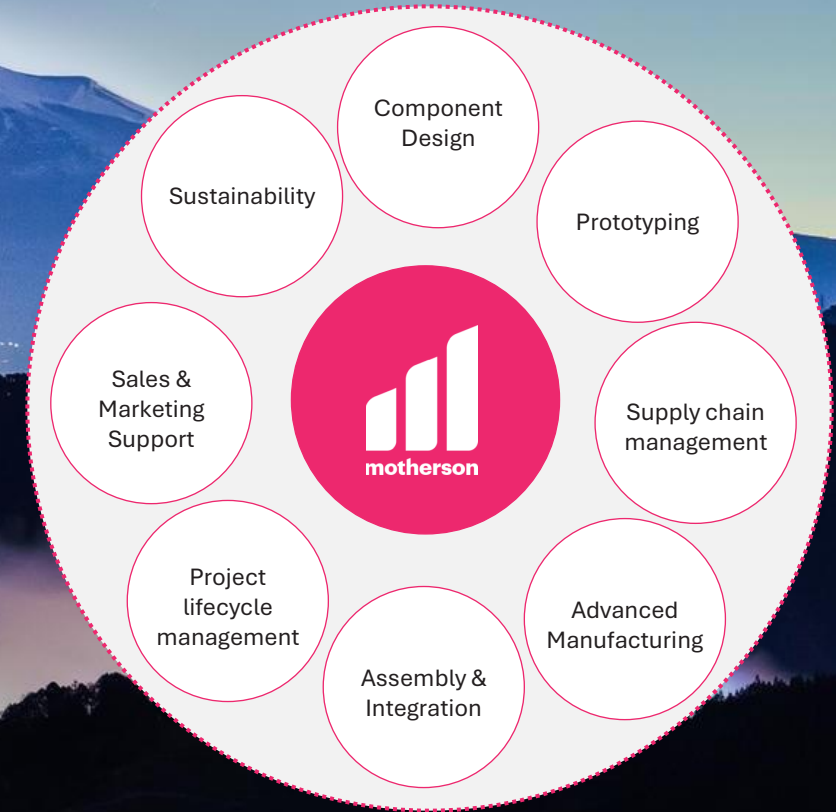 Component
Design
Prototyping
Supply chain
management
Advanced
Manufacturing
Assembly &
Integration
Project
lifecycle
management
Sales &
Marketing
Support
Sustainability
motherson